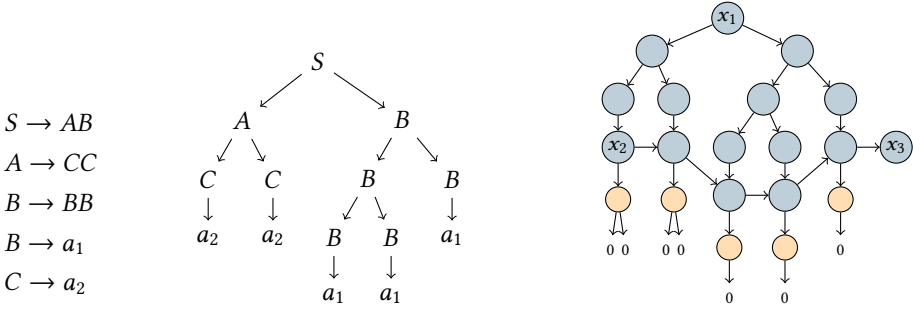 S → AB
A → CC
B → BB
B → a₁
C → a₂
S
A B
C C B B
a₂ a₂ B B a₁
a₁ a₁
x₁
x₂ x₃
0 0 0 0 0
0 0